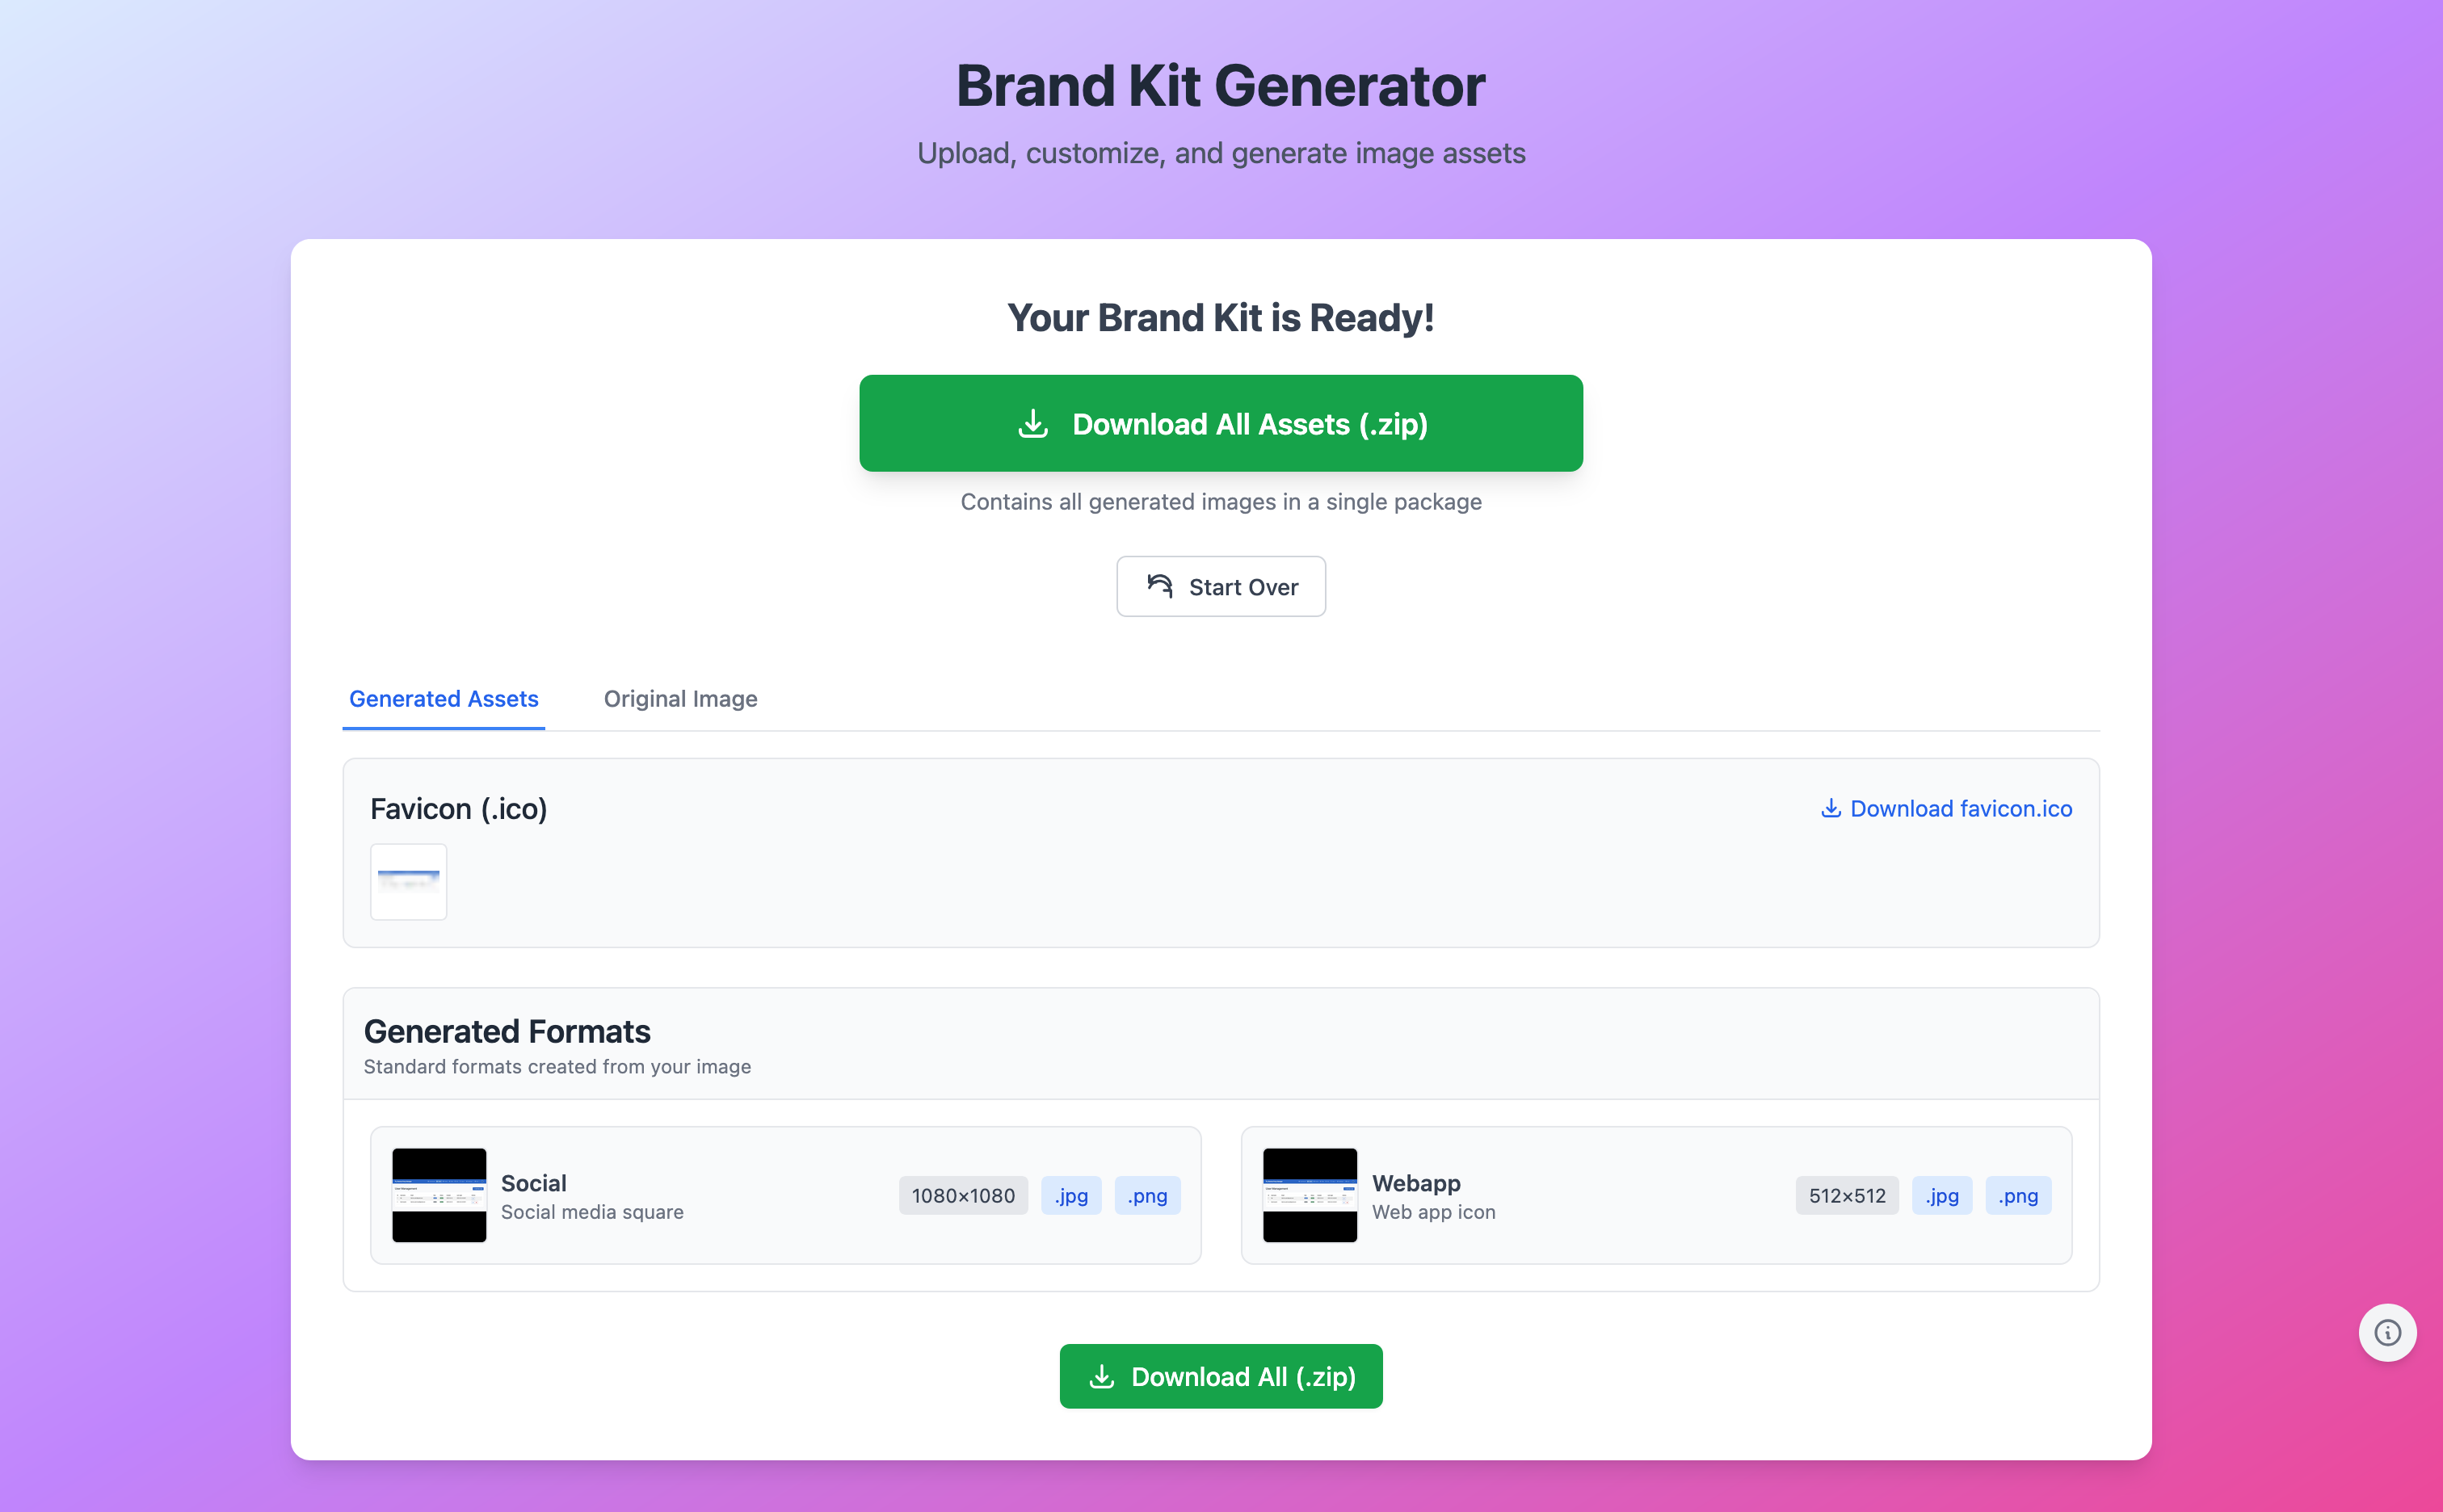 Brand Kit Generator
Upload, customize, and generate image assets
Your Brand Kit is Ready!
Download All Assets (.zip)
Contains all generated images in a single package
Start Over
Generated Assets
Original Image
Favicon (.ico)
Download favicon.ico
Generated Formats
Standard formats created from your image
Social
Social media square
1080×1080
.jpg
.png
Webapp
Web app icon
512×512
.jpg
.png
Download All (.zip)